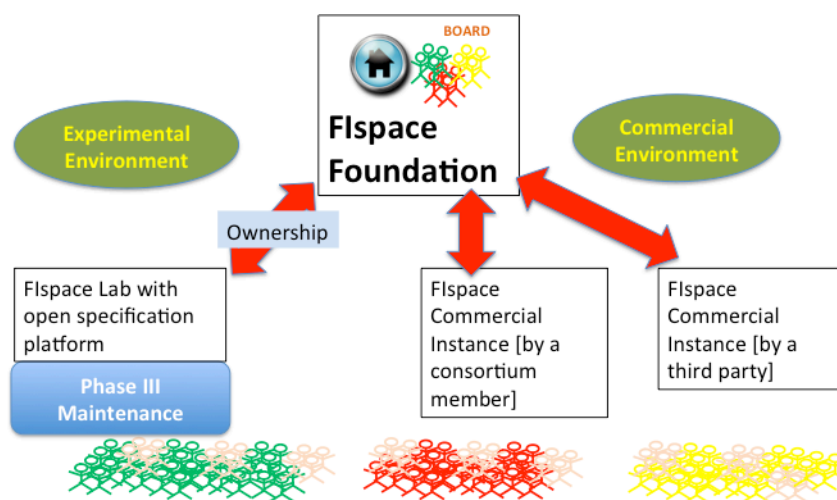 BOARD
FIspace
Foundation
Experimental
Environment
Commercial
Environment
Ownership
FIspace Lab with
open specification
platform
Phase III
Maintenance
FIspace
Commercial
Instance [by a
consortium
member]
FIspace
Commercial
Instance [by a
third party]